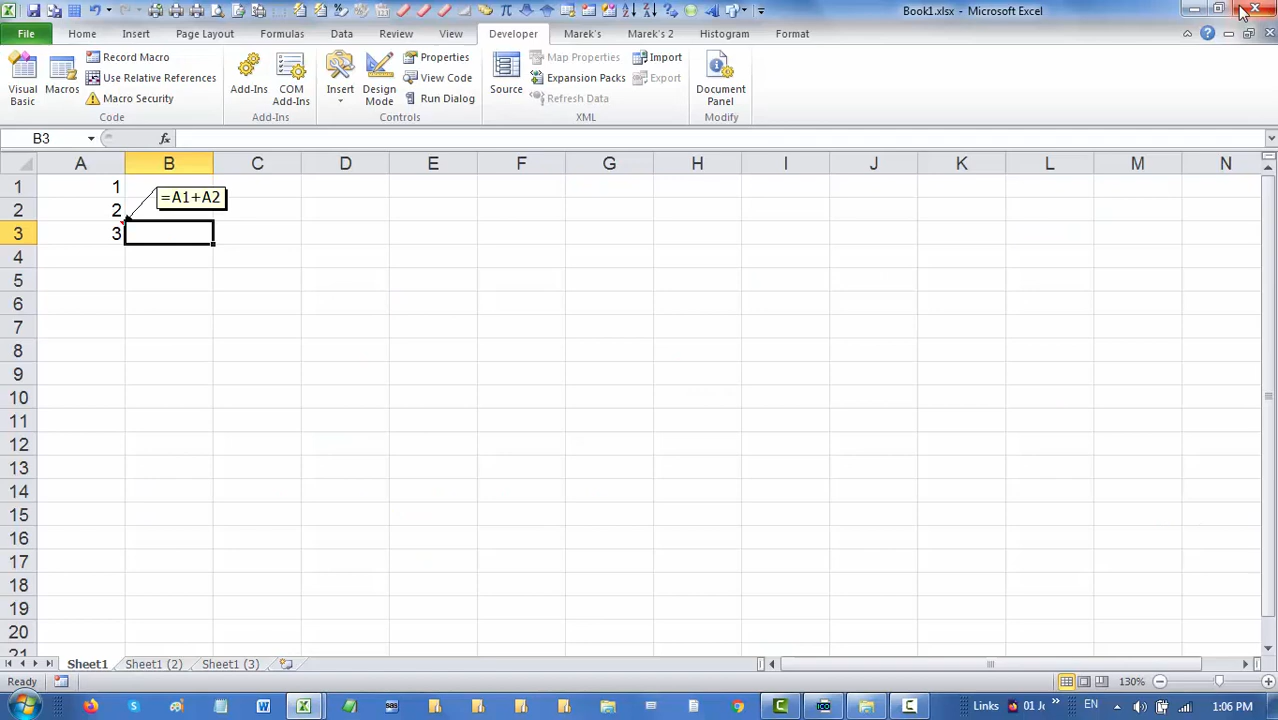 Book1.xlsx - Microsoft Excel
File Home Insert Page Layout Formulas Data Review View Developer Marek's Marek's 2 Histogram Format
Visual Basic
Macros
Record Macro
Use Relative References
Macro Security
Code
Add-Ins
COM Add-Ins
Add-Ins
Insert
Design Mode
Properties
View Code
Run Dialog
Controls
Source
Map Properties
Expansion Packs
Refresh Data
Import
Export
XML
Document Panel
Modify
B3 fx
A B C D E F G H I J K L M N
1 1
=A1+A2
2 2
3 3
4
5
6
7
8
9
10
11
12
13
14
15
16
17
18
19
20
21
Sheet1 Sheet1 (2) Sheet1 (3)
Ready 130%
Links 01 Jo EN 1:06 PM